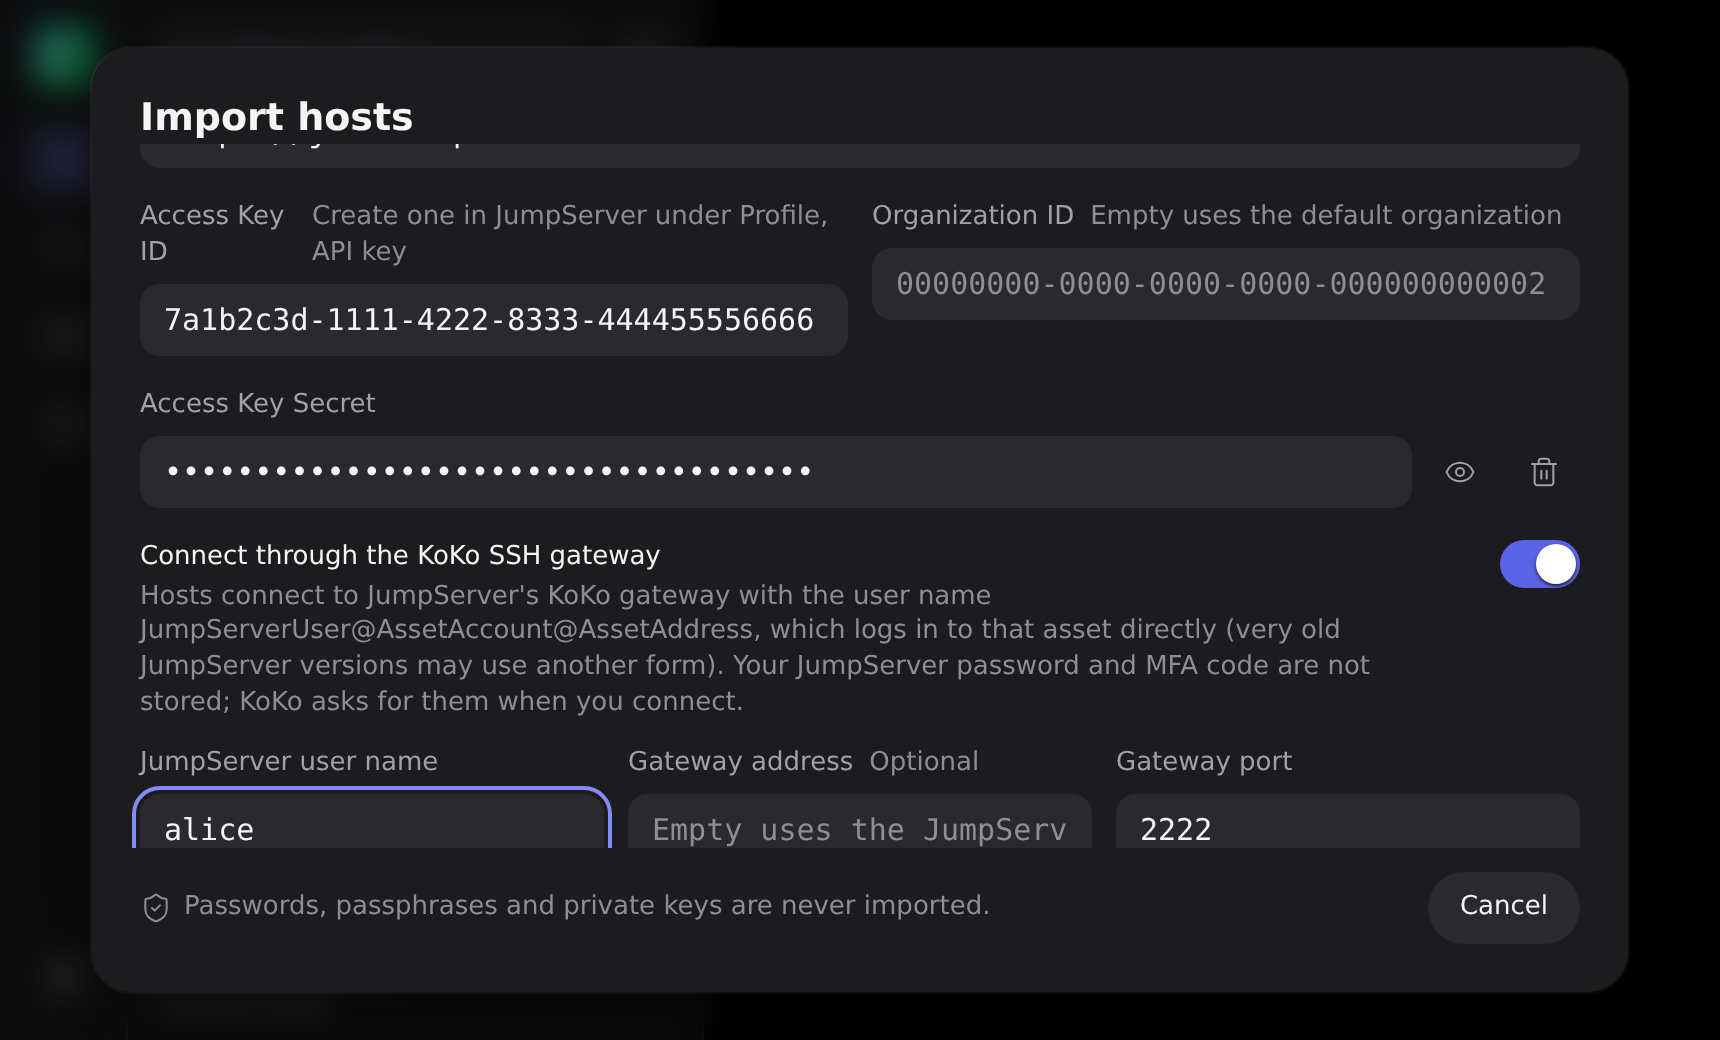 Import hosts
Access Key ID
Create one in JumpServer under Profile, API key
Organization ID Empty uses the default organization
7a1b2c3d-1111-4222-8333-444455556666
00000000-0000-0000-0000-000000000002
Access Key Secret
••••••••••••••••••••••••••••••••••••
Connect through the KoKo SSH gateway
Hosts connect to JumpServer's KoKo gateway with the user name
JumpServerUser@AssetAccount@AssetAddress, which logs in to that asset directly (very old
JumpServer versions may use another form). Your JumpServer password and MFA code are not
stored; KoKo asks for them when you connect.
JumpServer user name
Gateway address Optional
Gateway port
alice
Empty uses the JumpServ
2222
Passwords, passphrases and private keys are never imported.
Cancel